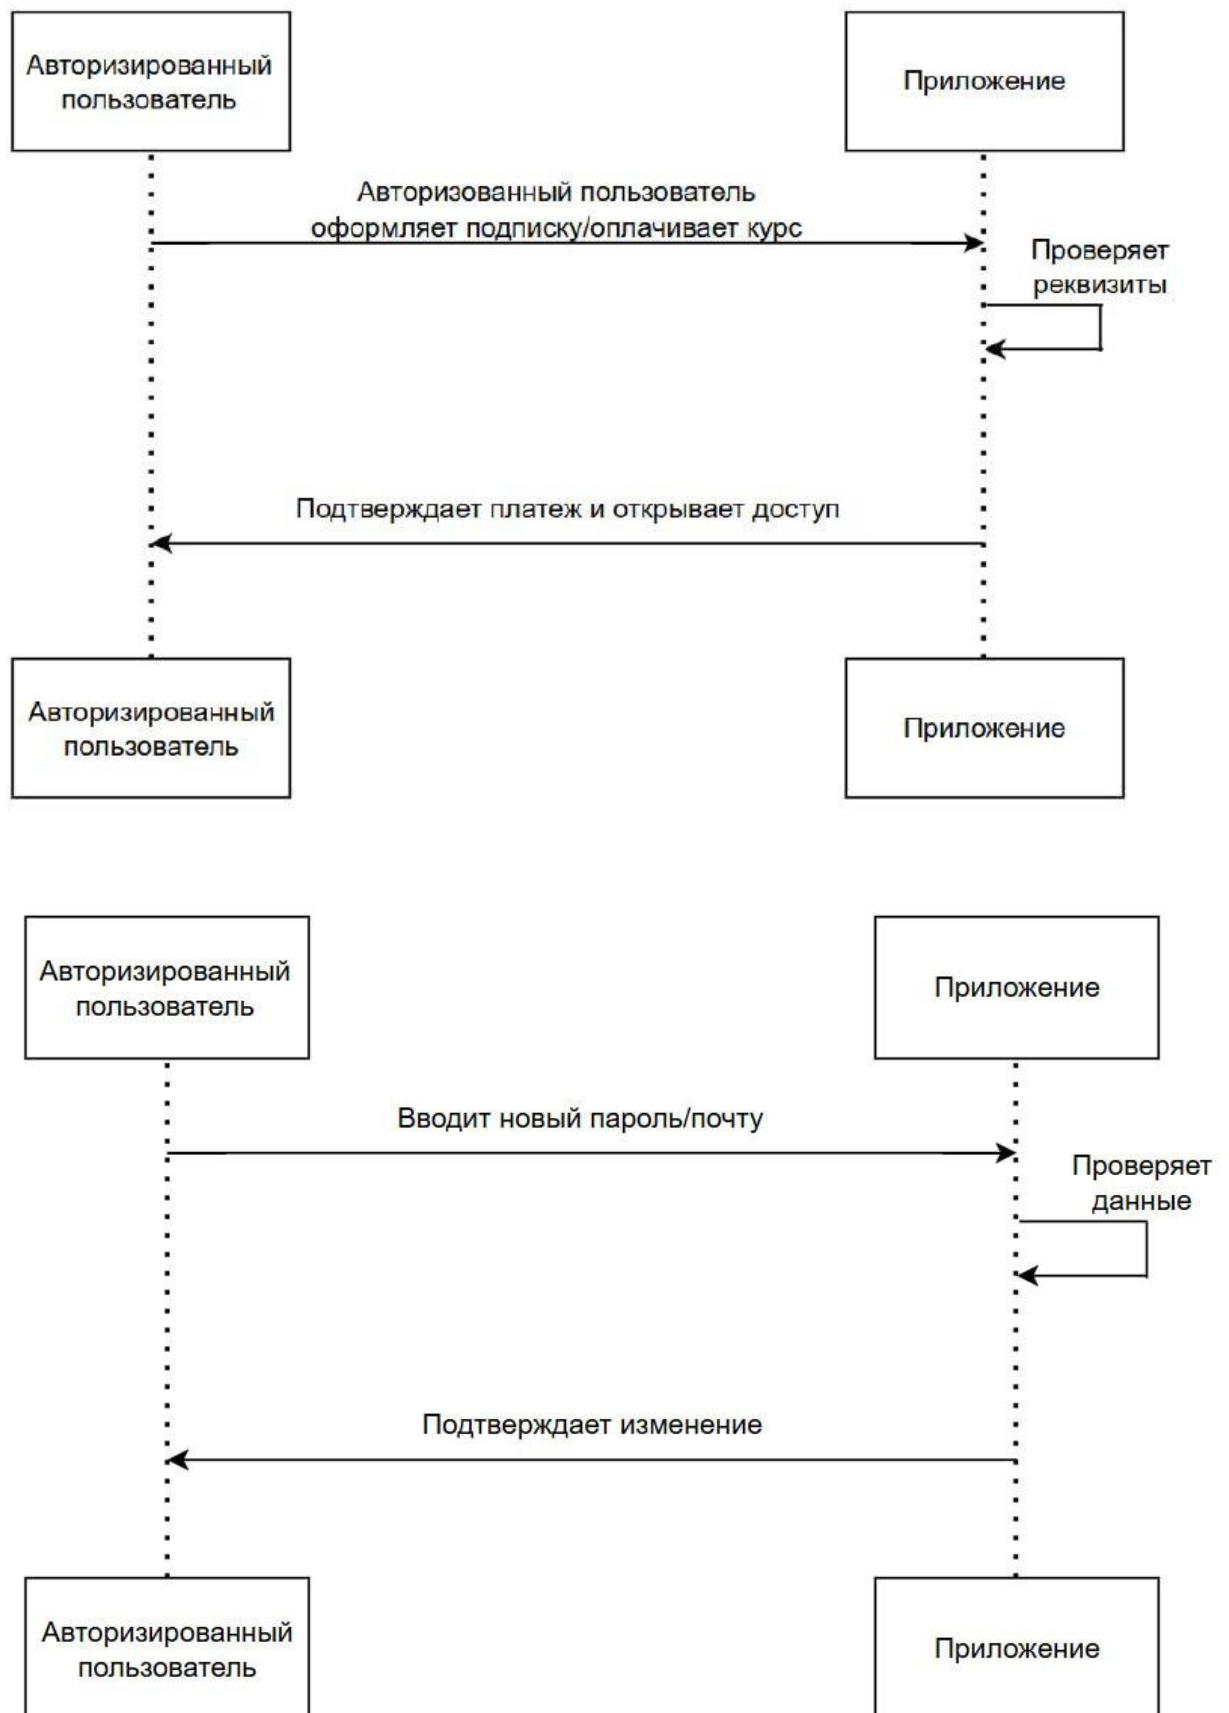 Авторизированный
пользователь
Приложение
Авторизованный пользователь
оформляет подписку/оплачивает курс
Проверяет
реквизиты
Подтверждает платеж и открывает доступ
Авторизированный
пользователь
Приложение
Авторизированный
пользователь
Приложение
Вводит новый пароль/почту
Проверяет
данные
Подтверждает изменение
Авторизированный
пользователь
Приложение